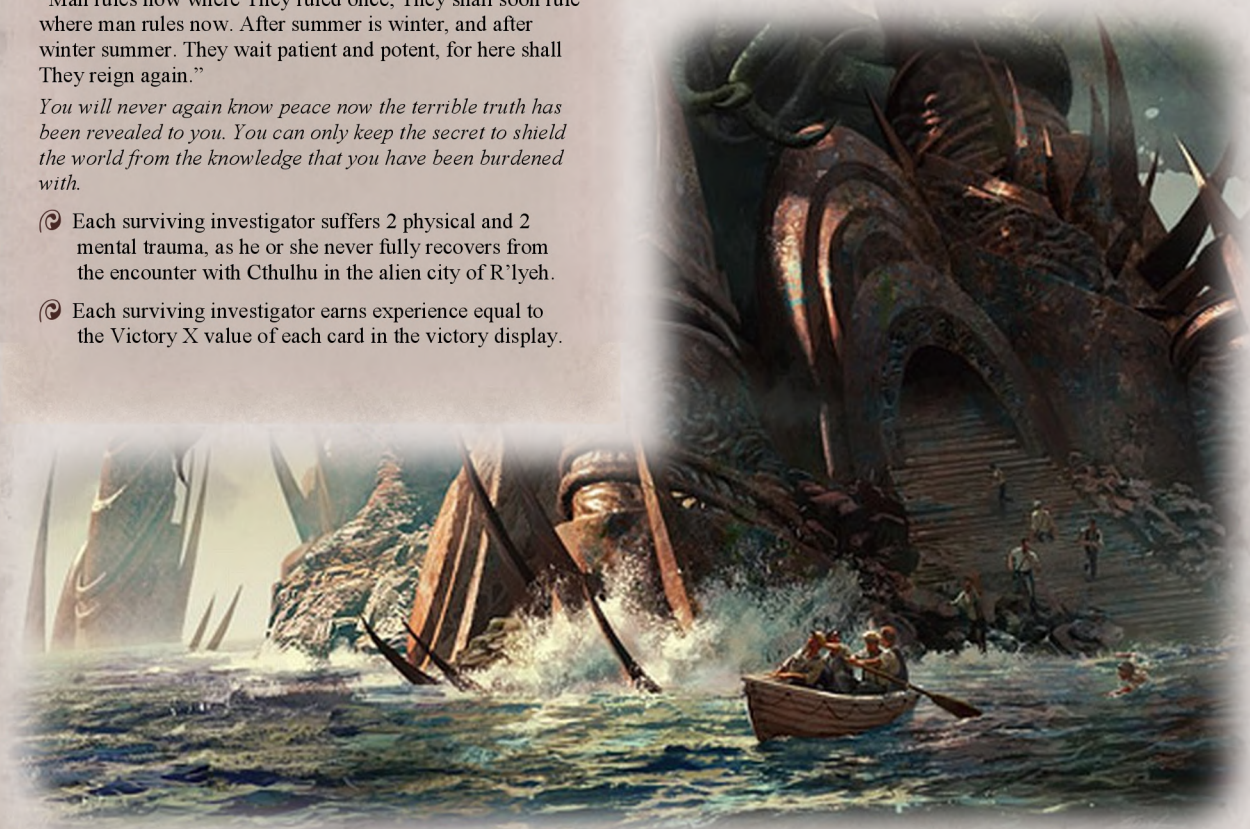 "Man rules now where They ruled once; They shall soon rule
where man rules now. After summer is winter, and after
winter summer. They wait patient and potent, for here shall
They reign again.”
You will never again know peace now the terrible truth has
been revealed to you. You can only keep the secret to shield
the world from the knowledge that you have been burdened
with.
Each surviving investigator suffers 2 physical and 2
mental trauma, as he or she never fully recovers from
the encounter with Cthulhu in the alien city of R’lyeh.
Each surviving investigator earns experience equal to
the Victory X value of each card in the victory display.